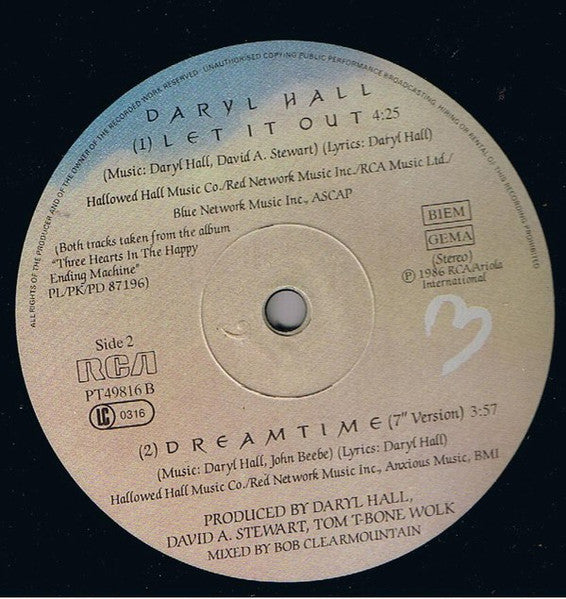 ALL RIGHTS OF THE PRODUCER AND OF THE OWNER OF THE RECORDED WORK RESERVED · UNAUTHORISED COPYING PUBLIC PERFORMANCE BROADCASTING, HIRING OR RENTAL OF THIS RECORDING PROHIBITED
DARYL HALL
(1) LET IT OUT 4:25
(Music: Daryl Hall, David A. Stewart) (Lyrics: Daryl Hall)
Hallowed Hall Music Co./Red Network Music Inc./RCA Music Ltd./
Blue Network Music Inc., ASCAP
(Both tracks taken from the album
"Three Hearts In The Happy
Ending Machine"
PL/PK/PD 87196)
BIEM
GEMA
(Stereo)
℗ 1986 RCA/Ariola
International
Side 2
RCA
PT49816 B
LC 0316
(2) DREAMTIME (7" Version) 3:57
(Music: Daryl Hall, John Beebe) (Lyrics: Daryl Hall)
Hallowed Hall Music Co./Red Network Music Inc., Anxious Music, BMI
PRODUCED BY DARYL HALL,
DAVID A. STEWART, TOM T-BONE WOLK
MIXED BY BOB CLEARMOUNTAIN